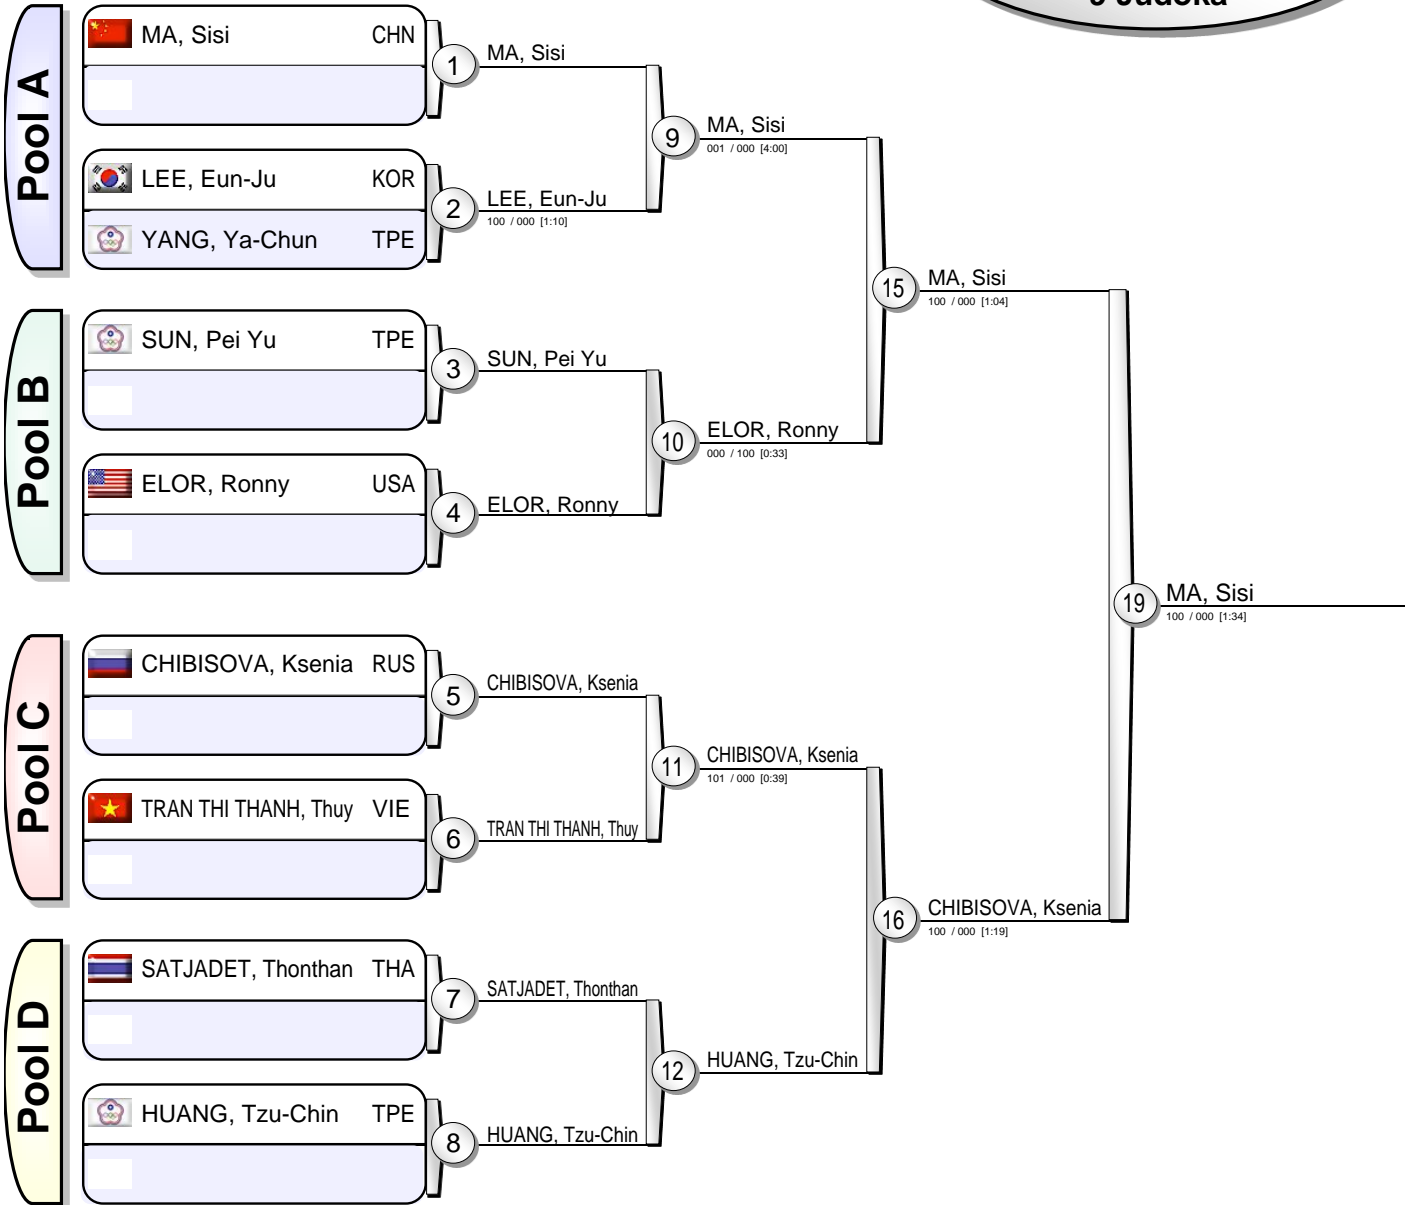 9 Judoka
Pool A
MA, Sisi CHN
1
MA, Sisi
LEE, Eun-Ju KOR
YANG, Ya-Chun TPE
2
LEE, Eun-Ju
100 / 000 [1:10]
9
MA, Sisi
001 / 000 [4:00]
Pool B
SUN, Pei Yu TPE
3
SUN, Pei Yu
ELOR, Ronny USA
4
ELOR, Ronny
10
ELOR, Ronny
000 / 100 [0:33]
15
MA, Sisi
100 / 000 [1:04]
Pool C
CHIBISOVA, Ksenia RUS
5
CHIBISOVA, Ksenia
TRAN THI THANH, Thuy VIE
6
TRAN THI THANH, Thuy
11
CHIBISOVA, Ksenia
101 / 000 [0:39]
Pool D
SATJADET, Thonthan THA
7
SATJADET, Thonthan
HUANG, Tzu-Chin TPE
8
HUANG, Tzu-Chin
12
HUANG, Tzu-Chin
16
CHIBISOVA, Ksenia
100 / 000 [1:19]
19
MA, Sisi
100 / 000 [1:34]